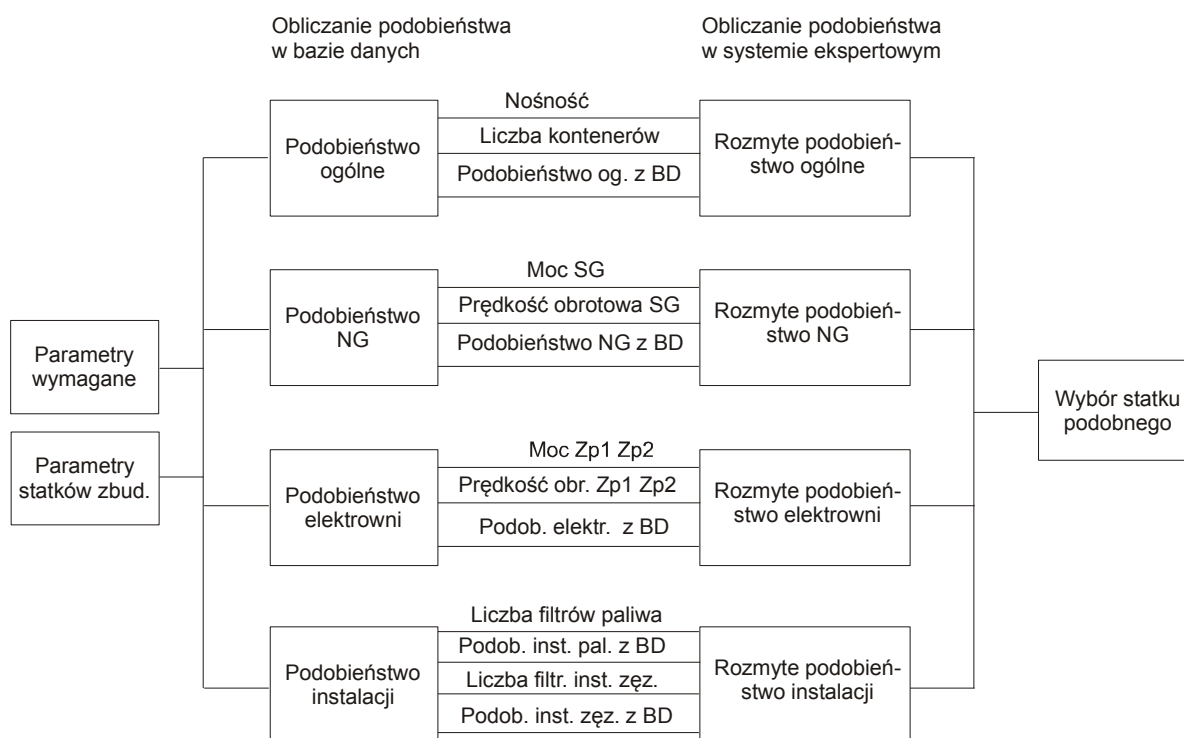 Obliczanie podobieństwa
w bazie danych
Obliczanie podobieństwa
w systemie ekspertowym
Podobieństwo
ogólne
Nośność
Liczba kontenerów
Podobieństwo og. z BD
Rozmyte podobień-
stwo ogólne
Podobieństwo
NG
Moc SG
Prędkość obrotowa SG
Podobieństwo NG z BD
Rozmyte podobień-
stwo NG
Parametry
wymagane
Parametry
statków zbud.
Wybór statku
podobnego
Podobieństwo
elektrowni
Moc Zp1 Zp2
Prędkość obr. Zp1 Zp2
Podob. elektr. z BD
Rozmyte podobień-
stwo elektrowni
Podobieństwo
instalacji
Liczba filtrów paliwa
Podob. inst. pal. z BD
Liczba filtr. inst. zęz.
Podob. inst. zęz. z BD
Rozmyte podobień-
stwo instalacji